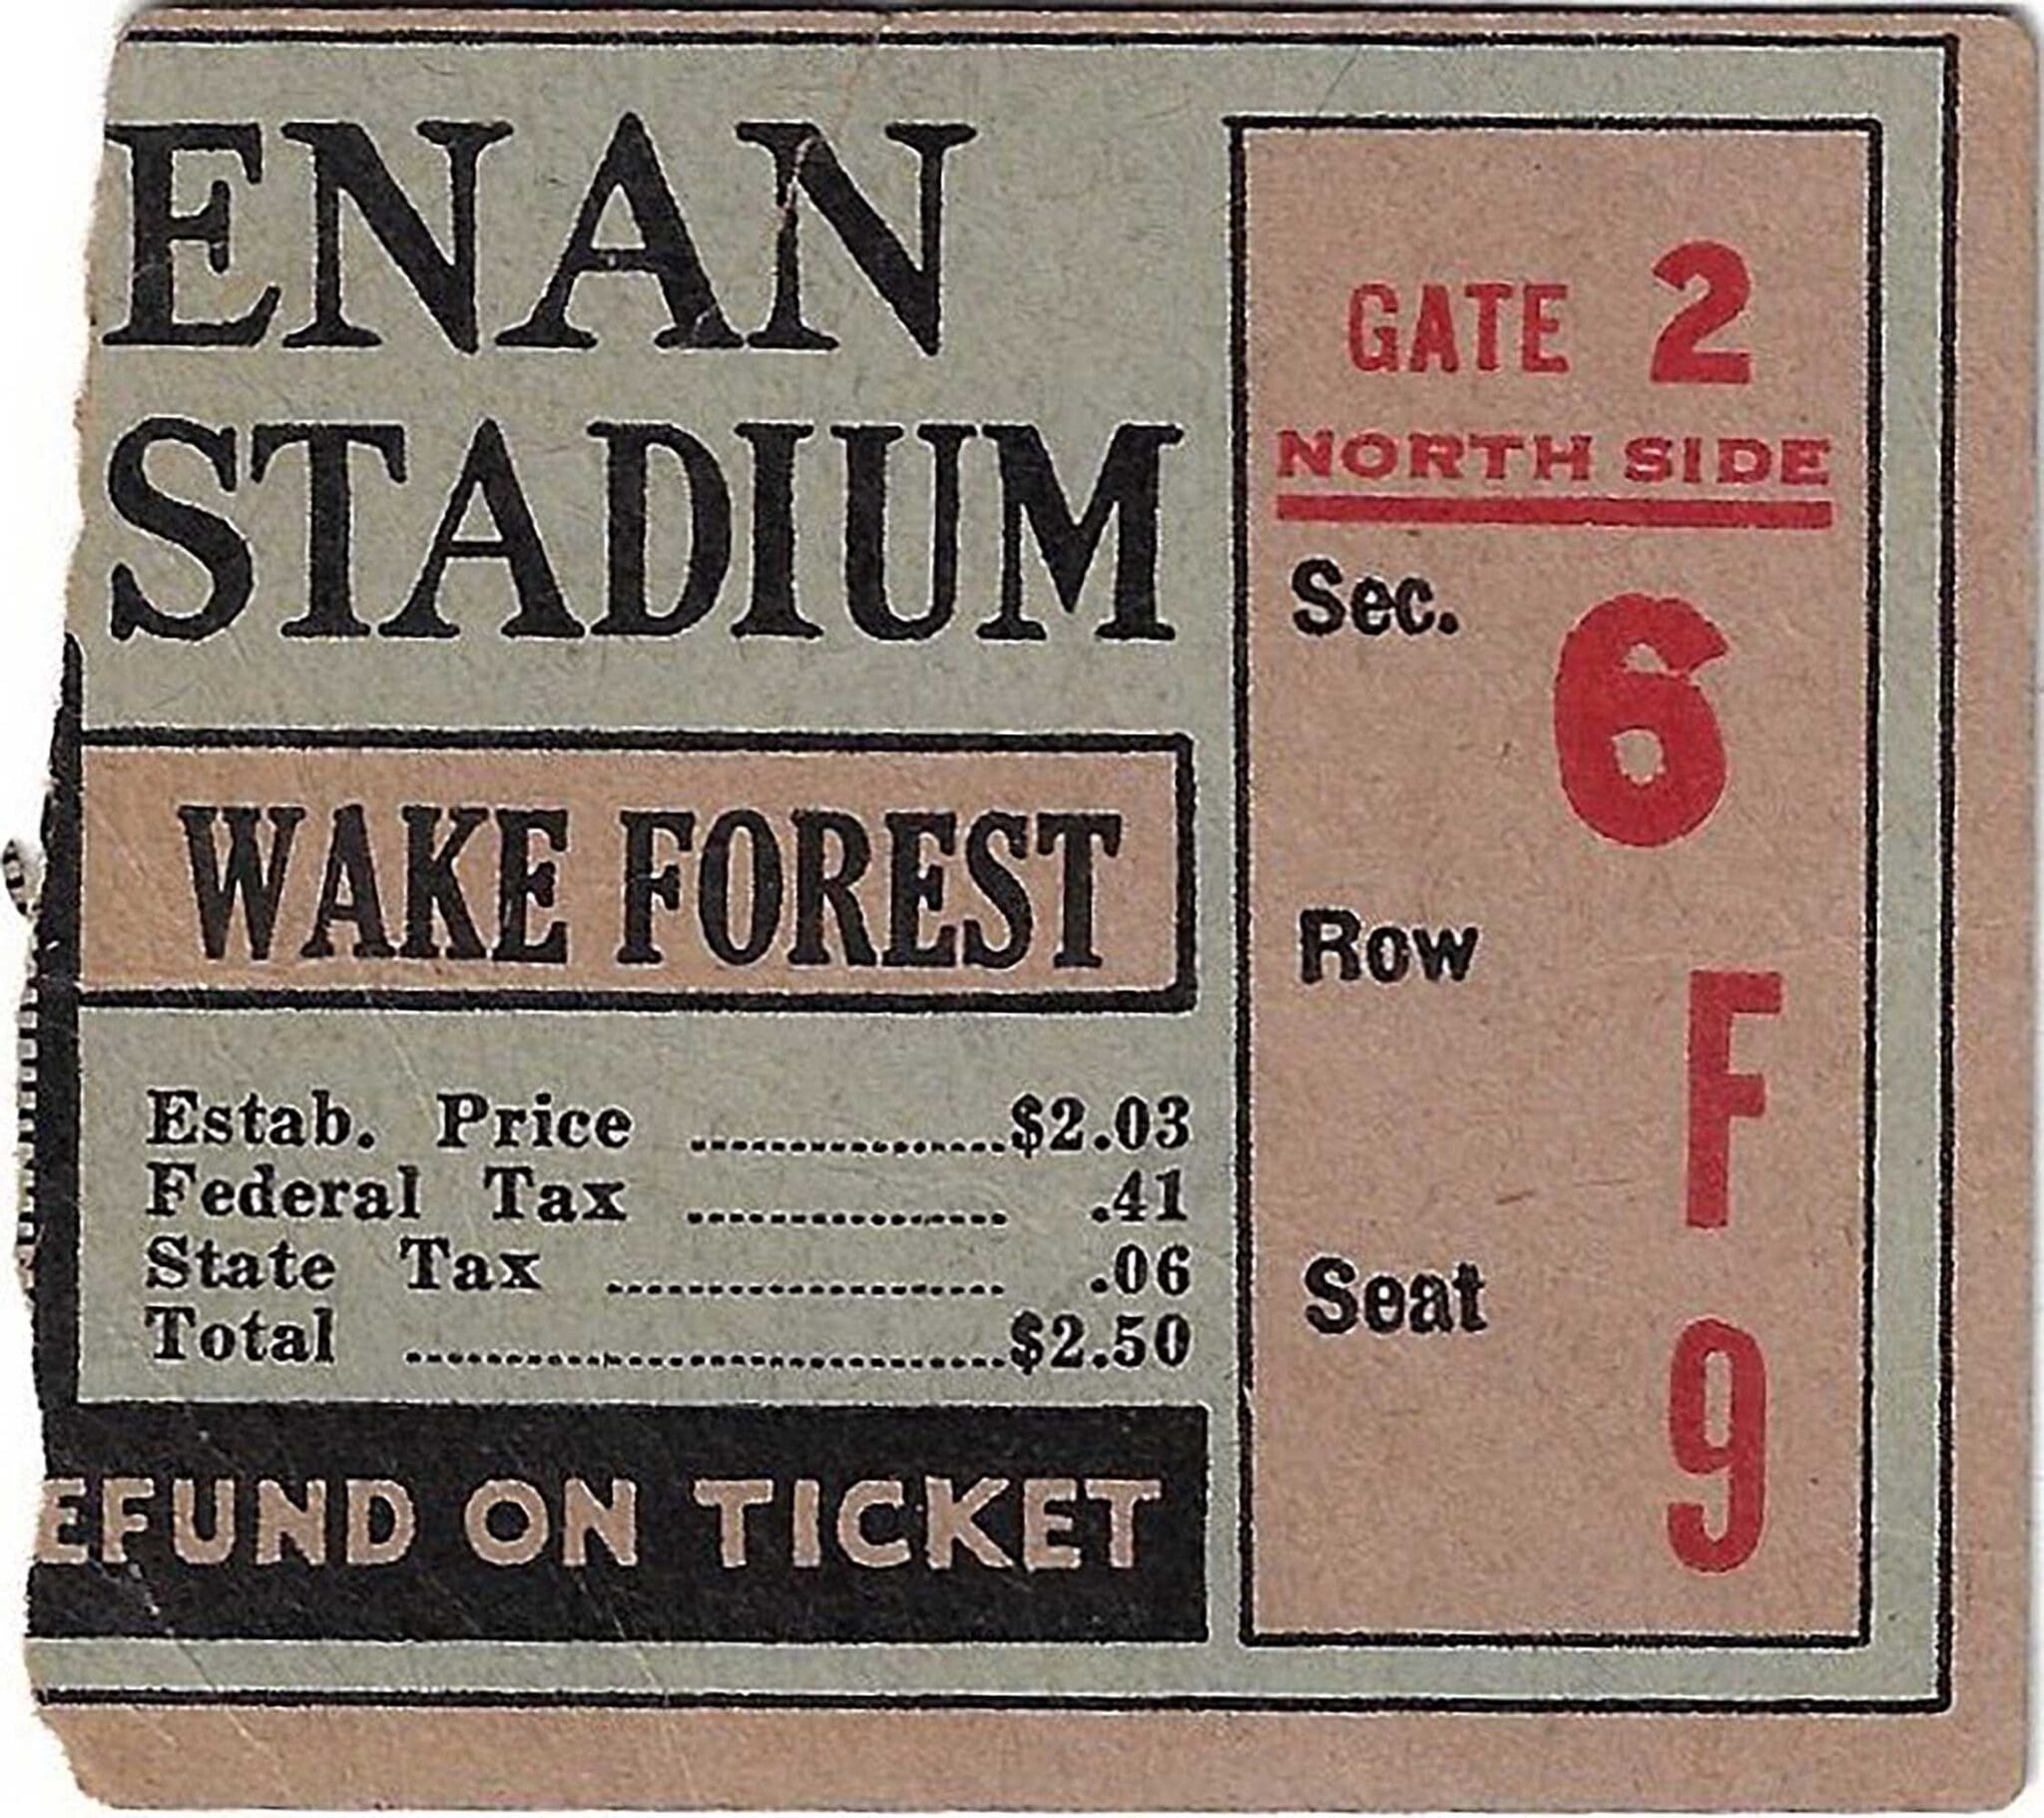 ENAN
STADIUM
WAKE FOREST
Estab. Price ................$2.03
Federal Tax ................ .41
State Tax .................... .06
Total ..............................$2.50
EFUND ON TICKET
GATE 2
NORTH SIDE
Sec. 6
Row F
Seat 9